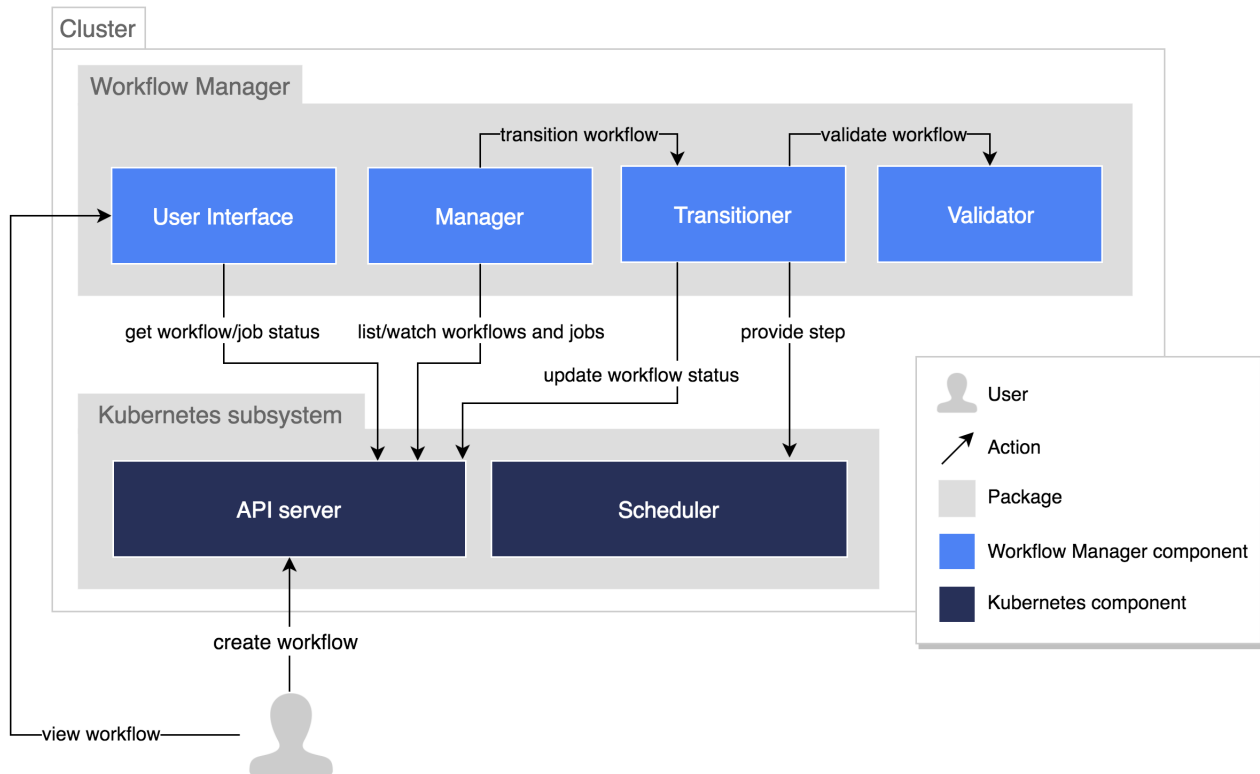 Cluster
Workflow Manager
transition workflow
validate workflow
User Interface
Manager
Transitioner
Validator
get workflow/job status
list/watch workflows and jobs
provide step
update workflow status
Kubernetes subsystem
API server
Scheduler
User
Action
Package
Workflow Manager component
Kubernetes component
create workflow
view workflow